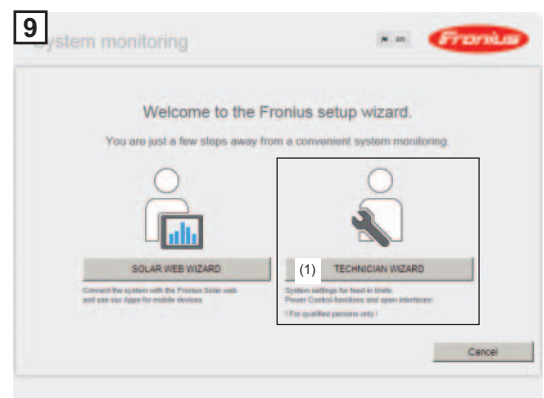 9
System monitoring
en
Fronius
Welcome to the Fronius setup wizard.
You are just a few steps away from a convenient system monitoring.
SOLAR WEB WIZARD
(1) TECHNICIAN WIZARD
Connect the system with the Fronius Solar.web
and use our Apps for mobile devices.
System settings for feed in limits.
Power Control functions and open interfaces!
! For qualified persons only !
Cancel